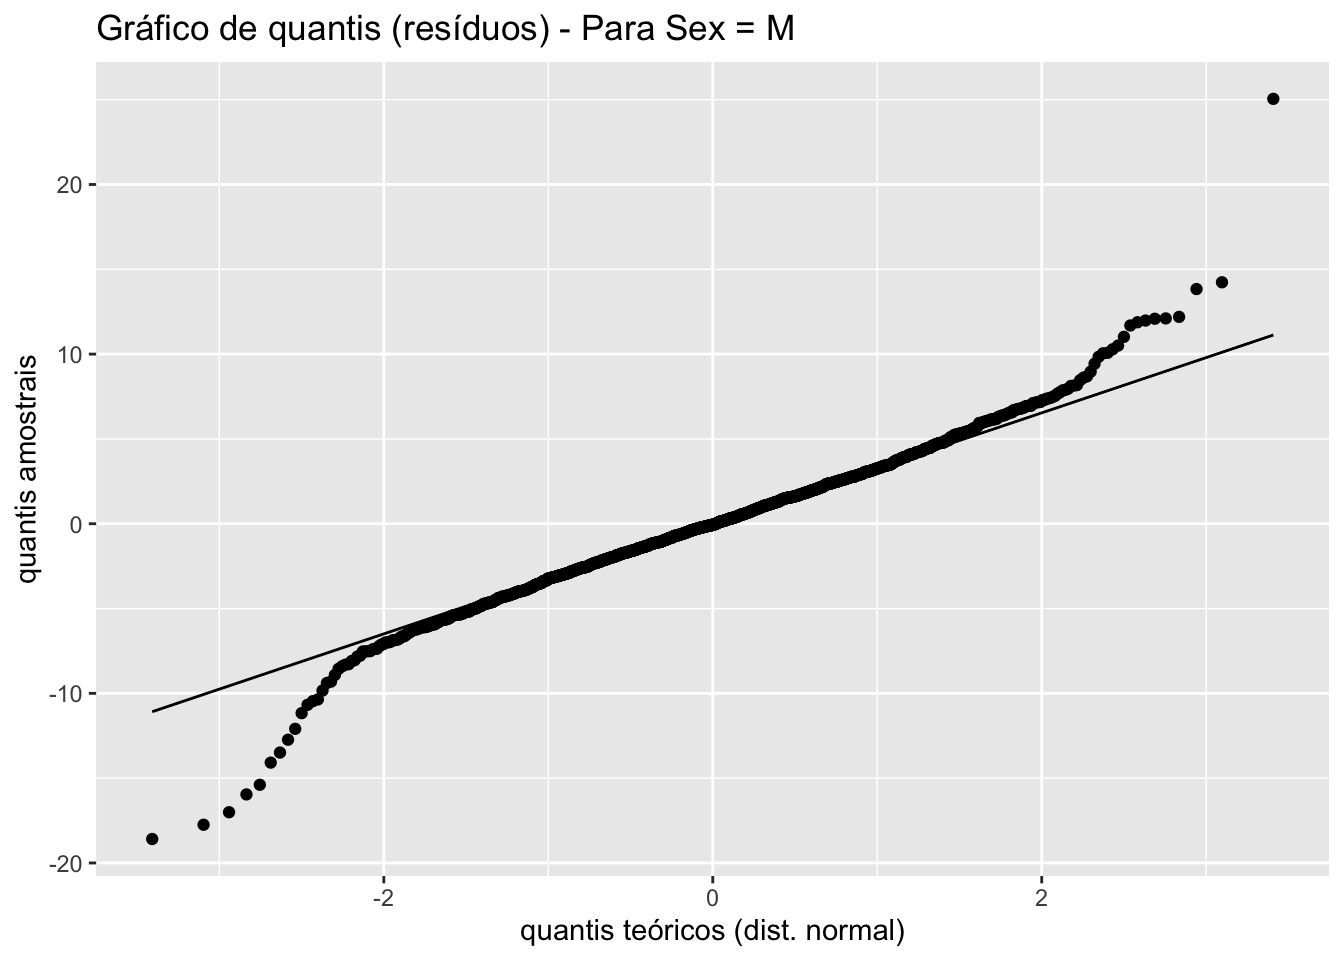 Gráfico de quantis (resíduos) - Para Sex = M
20
10
0
-10
-20
quantis amostrais
-2
0
2
quantis teóricos (dist. normal)